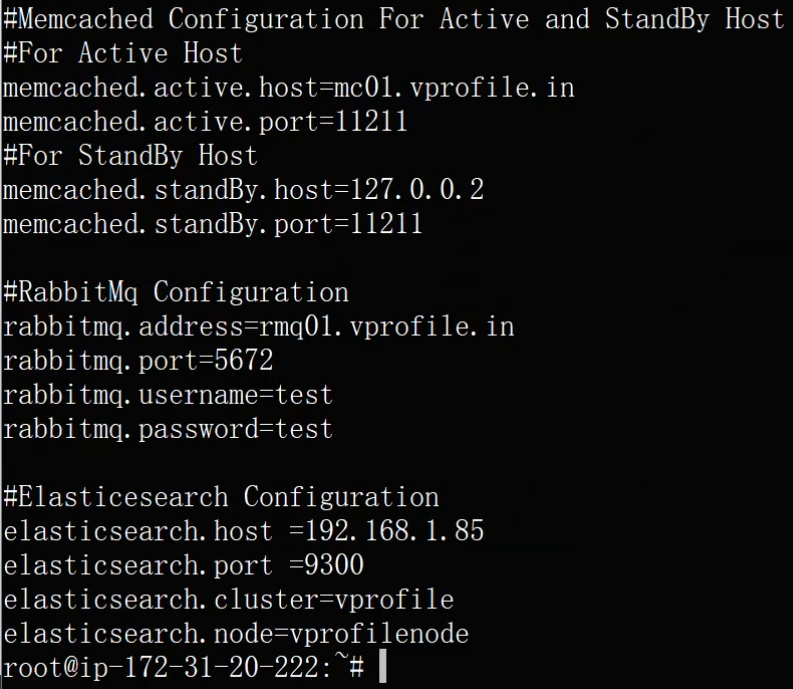 #Memcached Configuration For Active and StandBy Host
#For Active Host
memcached.active.host=mc01.vprofile.in
memcached.active.port=11211
#For StandBy Host
memcached.standBy.host=127.0.0.2
memcached.standBy.port=11211

#RabbitMq Configuration
rabbitmq.address=rmq01.vprofile.in
rabbitmq.port=5672
rabbitmq.username=test
rabbitmq.password=test

#Elasticesearch Configuration
elasticsearch.host =192.168.1.85
elasticsearch.port =9300
elasticsearch.cluster=vprofile
elasticsearch.node=vprofilenode
root@ip-172-31-20-222:~#